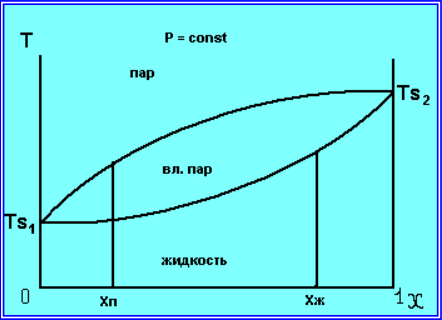 T
P = const
пар
Ts₂
вл. пар
Ts₁
жидкость
0
Xп
Xж
1
X